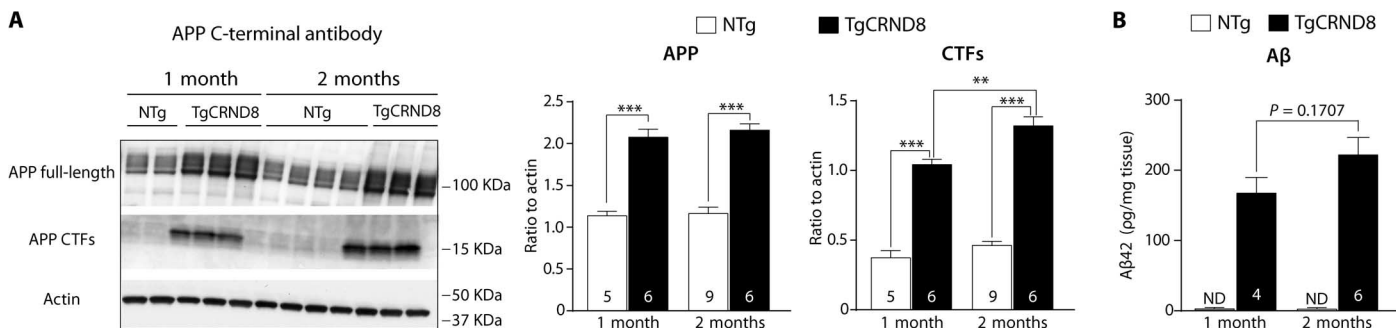 A
APP C-terminal antibody
1 month
2 months
NTg
TgCRND8
NTg
TgCRND8
APP full-length
–100 KDa
APP CTFs
–15 KDa
Actin
–50 KDa
–37 KDa
NTg
TgCRND8
APP
Ratio to actin
2.5
2.0
1.5
1.0
0.5
0
***
***
5
6
9
6
1 month
2 months
CTFs
Ratio to actin
1.5
1.0
0.5
0
**
***
***
5
6
9
6
1 month
2 months
B
NTg
TgCRND8
Aβ
Aβ42 (pg/mg tissue)
300
200
100
0
P = 0.1707
ND
4
ND
6
1 month
2 months